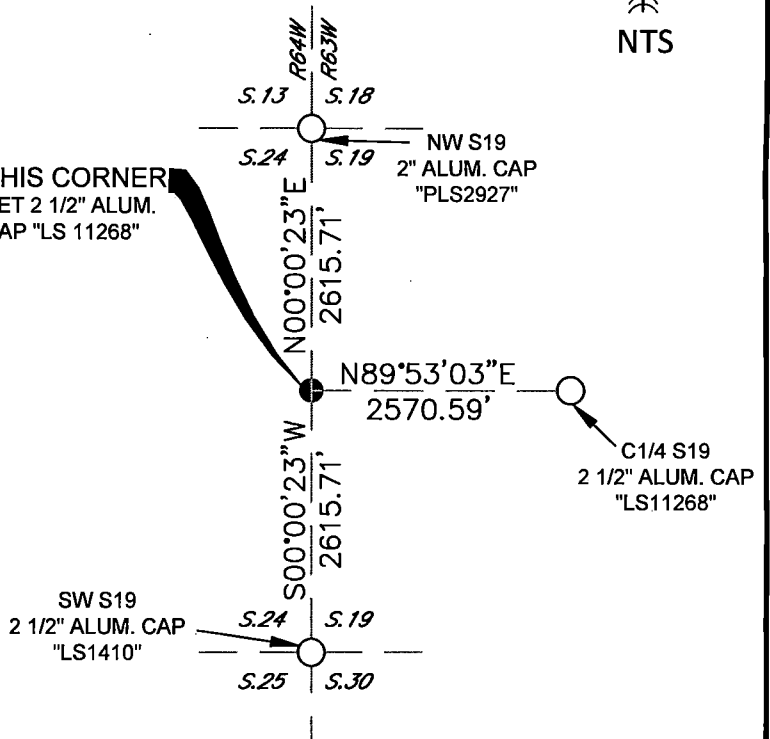 NTS
R64W R63W
S.13 S.18
S.24 S.19
NW S19
2" ALUM. CAP
"PLS2927"
HIS CORNER
ET 2 1/2" ALUM.
AP "LS 11268"
N00°00'23"E
2615.71'
N89°53'03"E
2570.59'
C1/4 S19
2 1/2" ALUM. CAP
"LS11268"
S00°00'23"W
2615.71'
SW S19
2 1/2" ALUM. CAP
"LS1410"
S.24 S.19
S.25 S.30